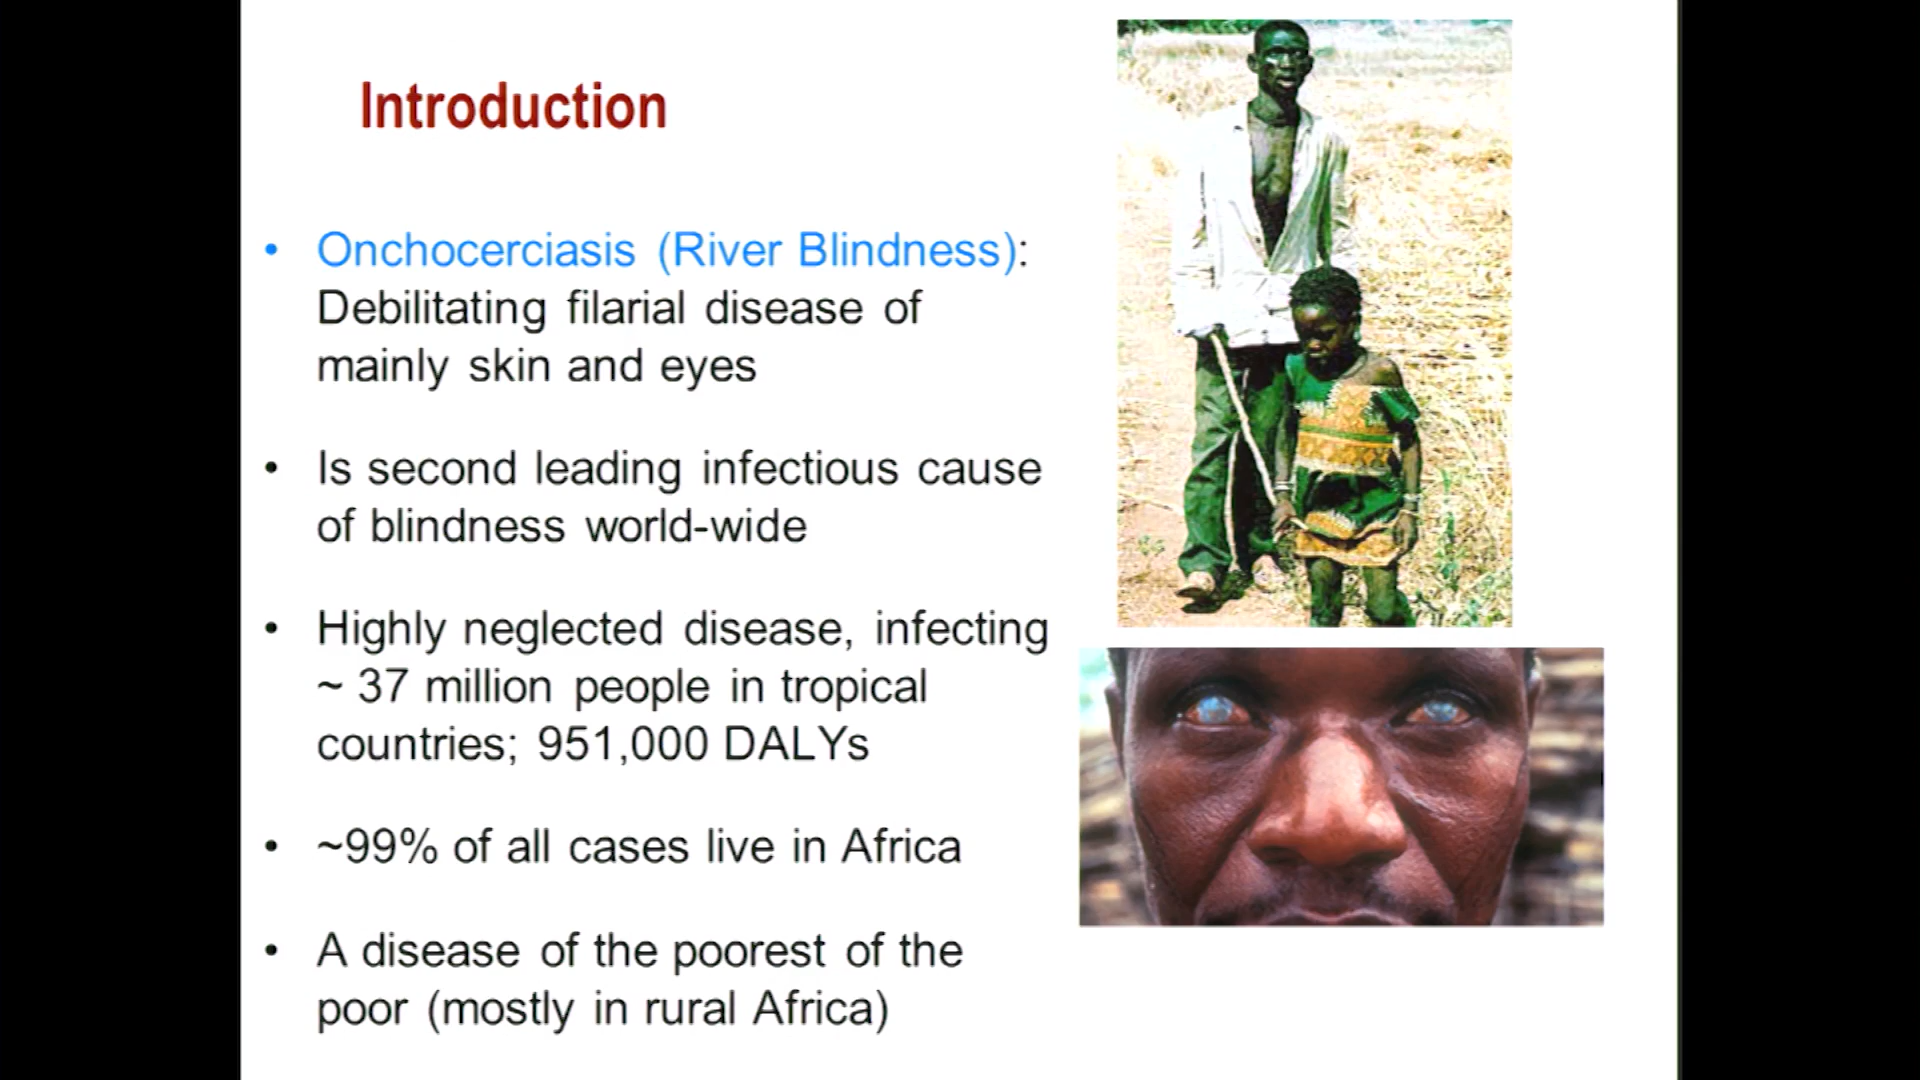 Introduction
• Onchocerciasis (River Blindness):
Debilitating filarial disease of
mainly skin and eyes
• Is second leading infectious cause
of blindness world-wide
• Highly neglected disease, infecting
~ 37 million people in tropical
countries; 951,000 DALYs
• ~99% of all cases live in Africa
• A disease of the poorest of the
poor (mostly in rural Africa)